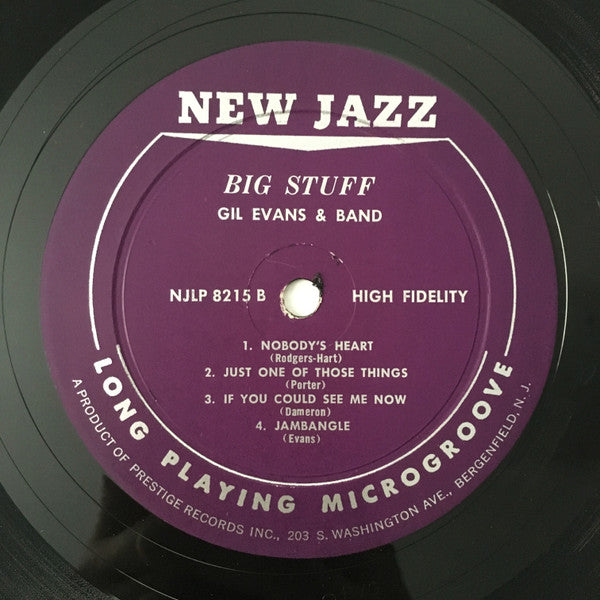 NEW JAZZ
BIG STUFF
GIL EVANS & BAND
NJLP 8215 B
HIGH FIDELITY
1. NOBODY'S HEART
(Rodgers-Hart)
2. JUST ONE OF THOSE THINGS
(Porter)
3. IF YOU COULD SEE ME NOW
(Dameron)
4. JAMBANGLE
(Evans)
LONG PLAYING MICROGROOVE
A PRODUCT OF PRESTIGE RECORDS INC., 203 S. WASHINGTON AVE., BERGENFIELD, N. J.